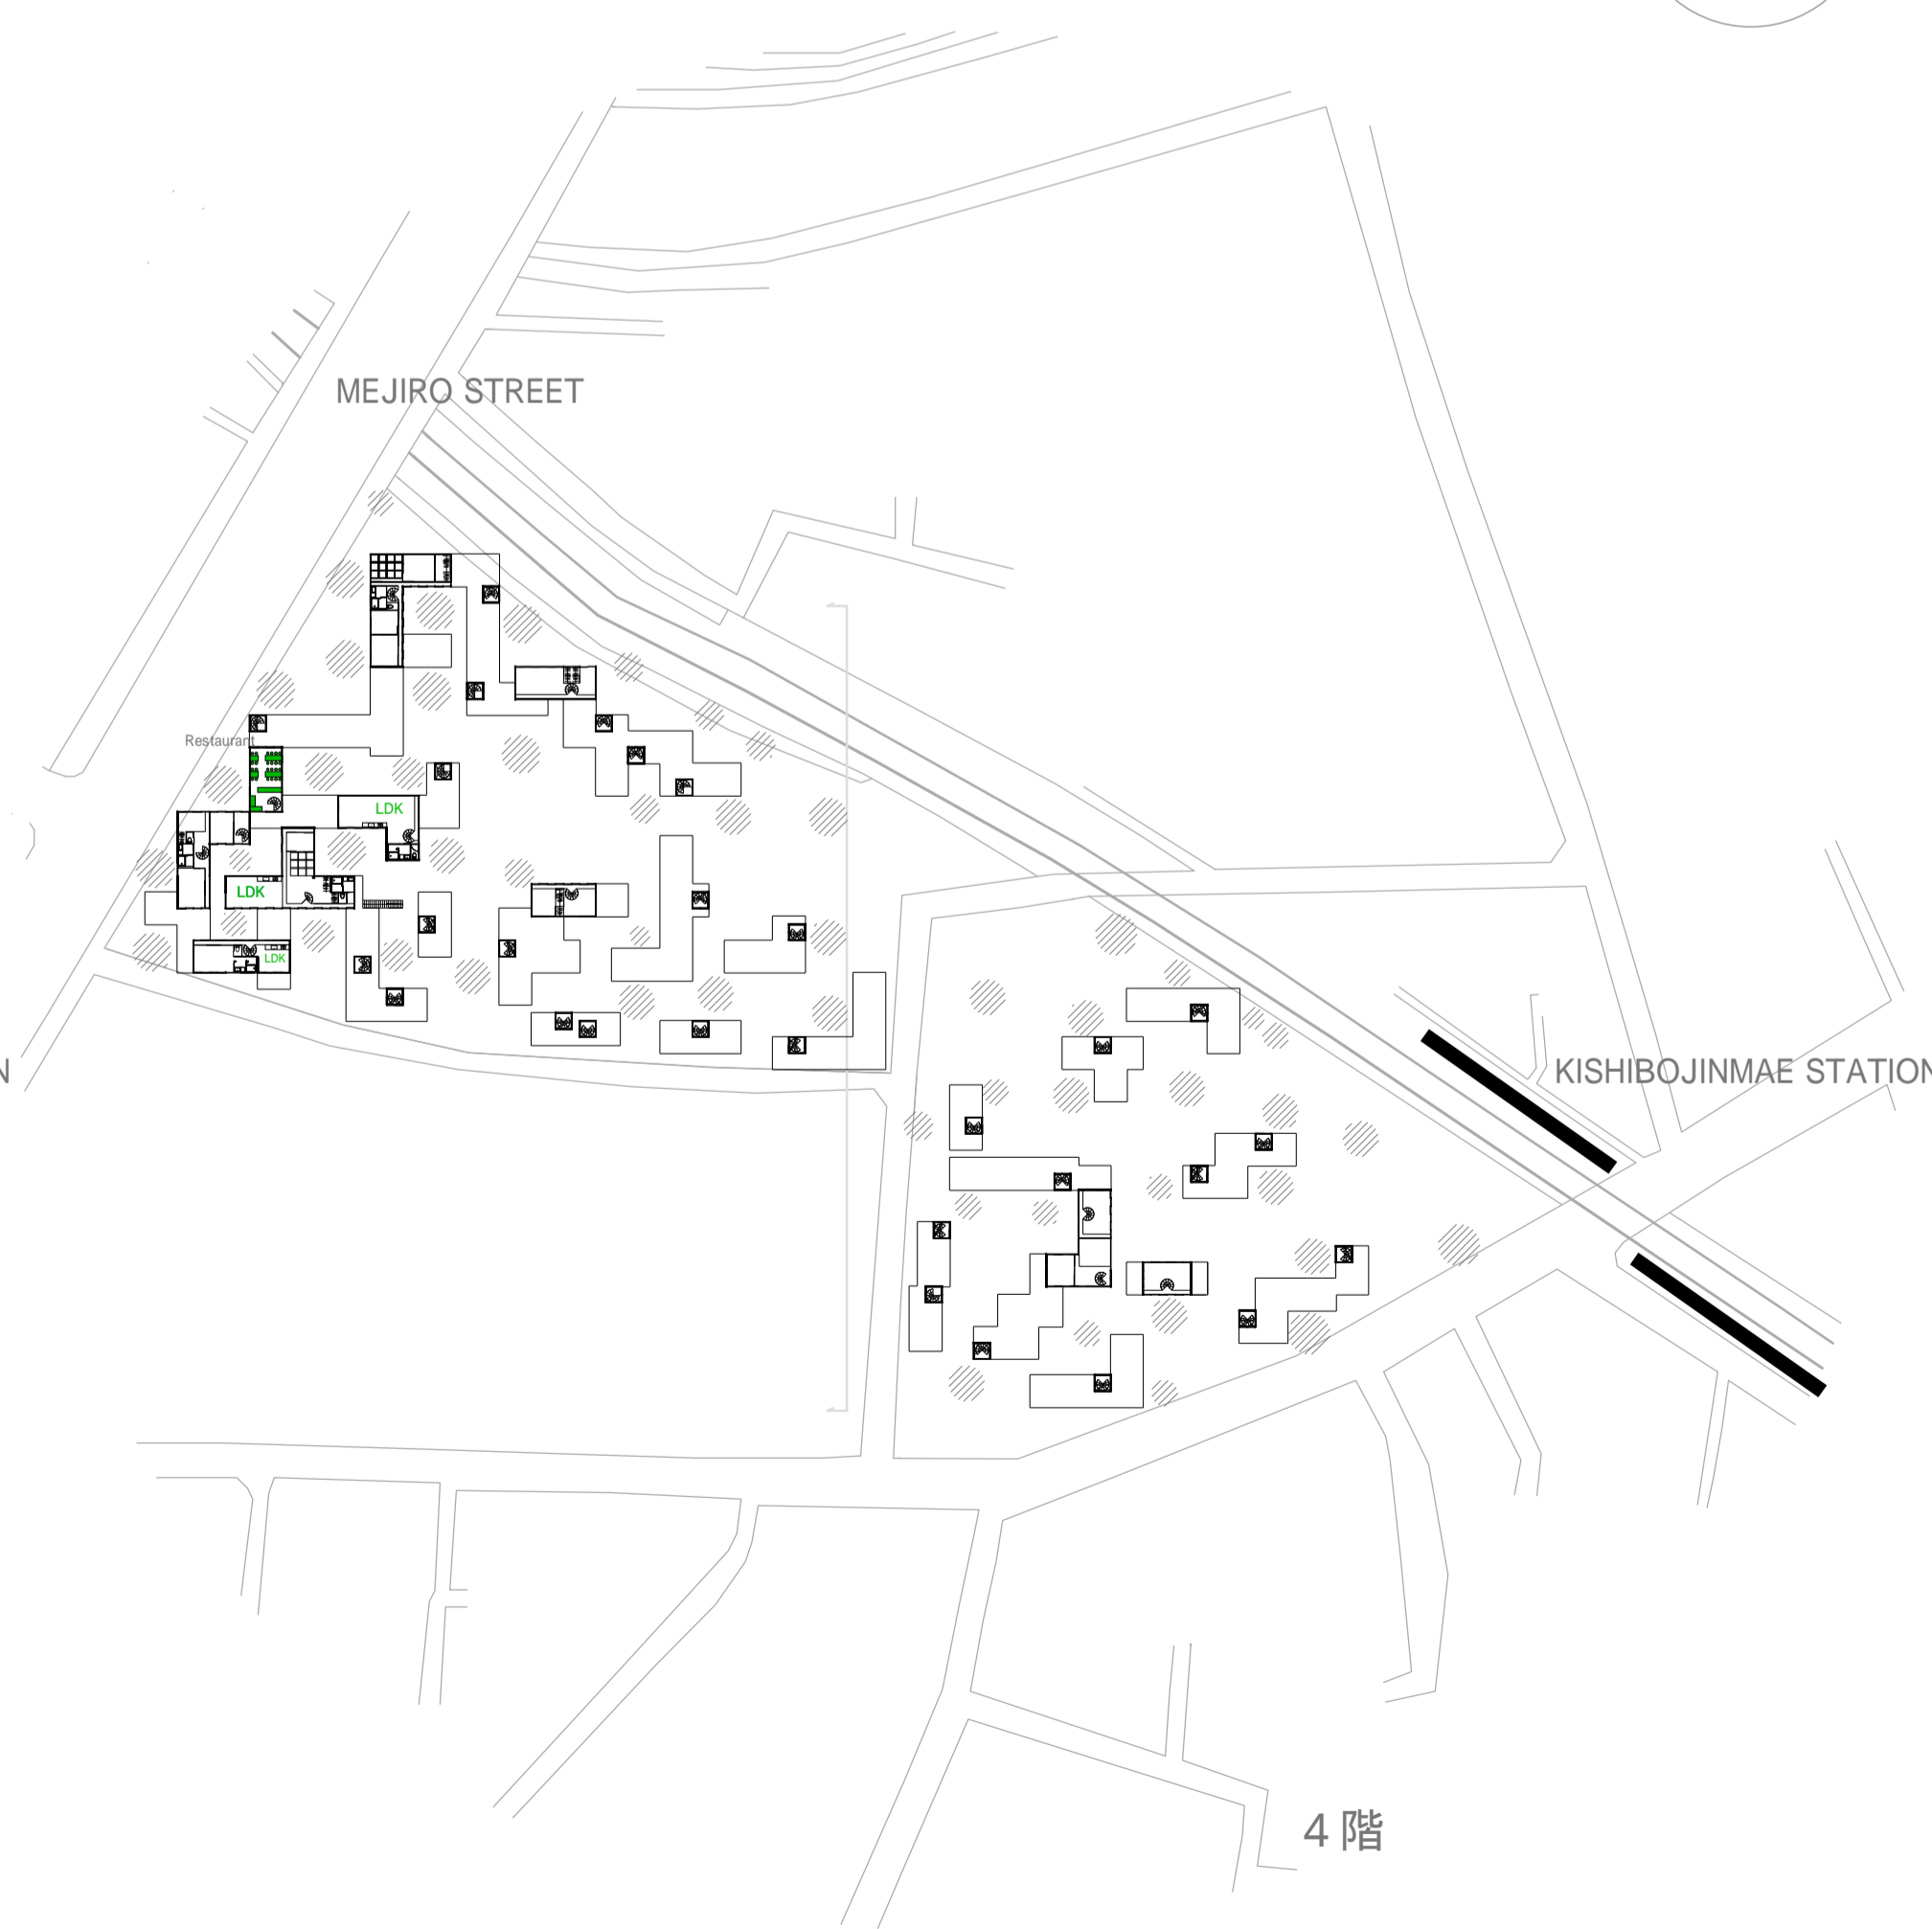 MEJIRO STREET
Restaurant
LDK
LDK
LDK
N
KISHIBOJINMAE STATION
4階